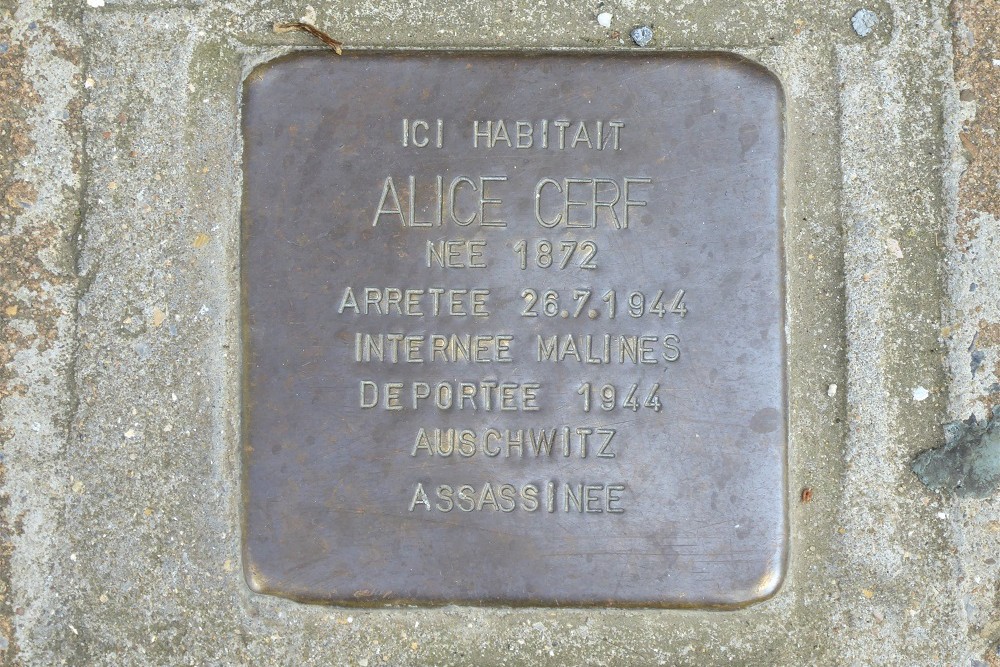 ICI HABITAIT
ALICE CERF
NEE 1872
ARRETEE 26.7.1944
INTERNEE MALINES
DEPORTEE 1944
AUSCHWITZ
ASSASSINEE